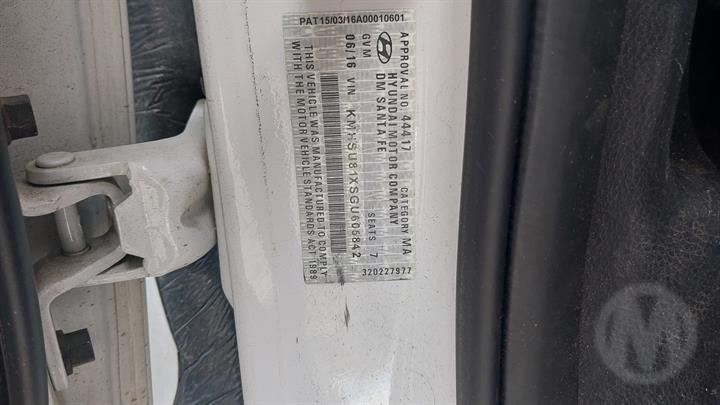 PAT15/03/16A00010601
APPROVAL NO. 44417 CATEGORY MA
HYUNDAI MOTOR COMPANY
DM SANTA FE
GVM SEATS 7
06/16 VIN KMHSU81XSGU605842
THIS VEHICLE WAS MANUFACTURED TO COMPLY
WITH THE MOTOR VEHICLE STANDARDS ACT 1989
320227977
M